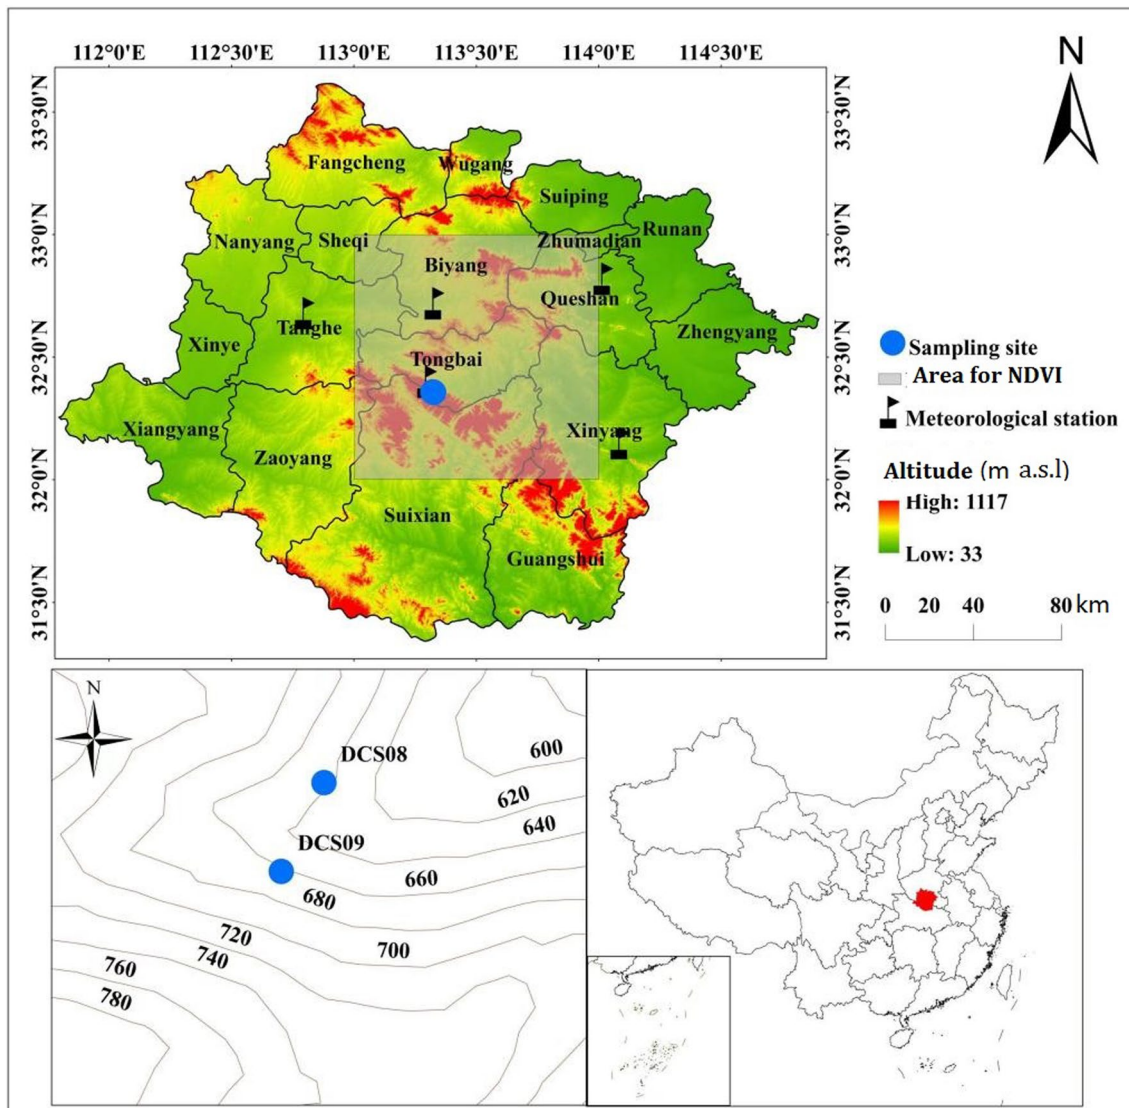 112°0'E 112°30'E 113°0'E 113°30'E 114°0'E 114°30'E
N
33°30'N
33°0'N
32°30'N
32°0'N
31°30'N
33°30'N
33°0'N
32°30'N
32°0'N
31°30'N
Fangcheng
Wugang
Suiping
Nanyang
Sheqi
Zhumadian
Runan
Biyang
Queshan
Tanghe
Zhengyang
Xinye
Tongbai
Xiangyang
Xinyang
Zaoyang
Suixian
Guangshui
Sampling site
Area for NDVI
Meteorological station
Altitude (m a.s.l)
High: 1117
Low: 33
0 20 40 80 km
N
DCS08
600
620
640
DCS09
660
680
720
700
740
760
780